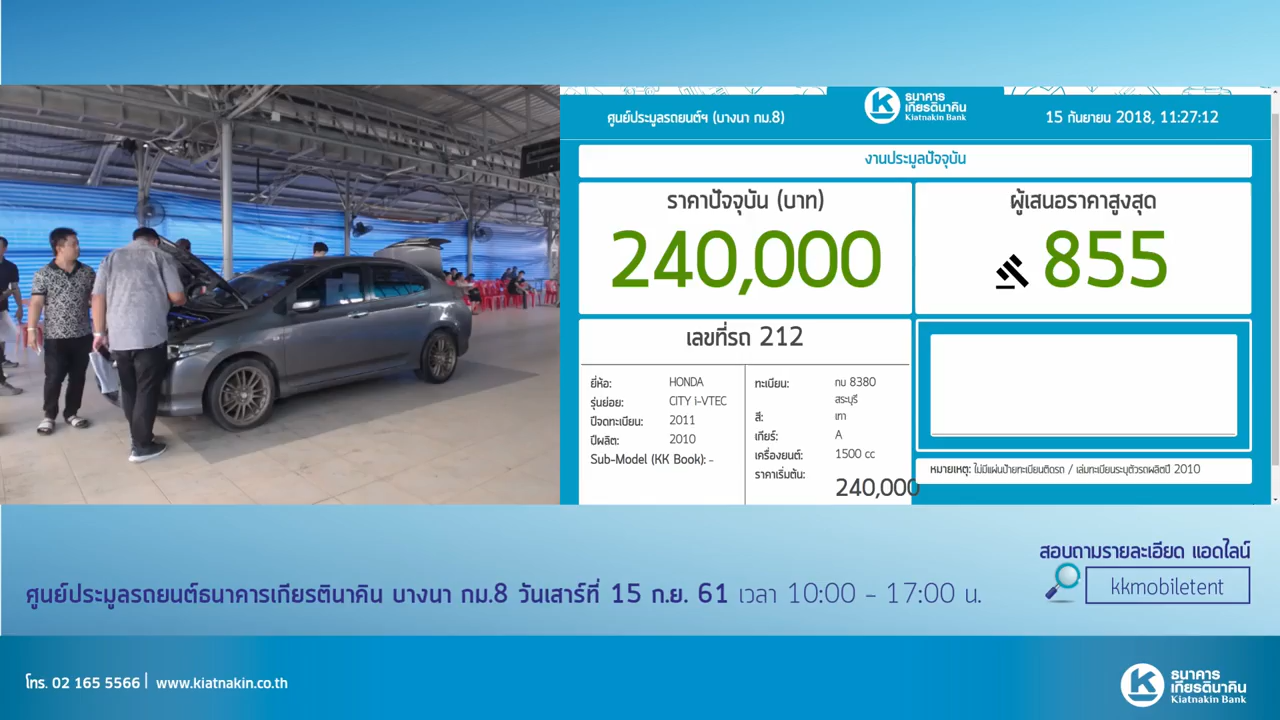 ศูนย์ประมูลรถยนต์ฯ (บางนา กม.8)
ธนาคาร
เกียรตินาคิน
Kiatnakin Bank
15 กันยายน 2018, 11:27:12
งานประมูลปัจจุบัน
ราคาปัจจุบัน (บาท)
240,000
ผู้เสนอราคาสูงสุด
855
เลขที่รถ 212
ยี่ห้อ: HONDA
รุ่นย่อย: CITY i-VTEC
ปีจดทะเบียน: 2011
ปีผลิต: 2010
Sub-Model (KK Book): -
ทะเบียน: กบ 8380
สระบุรี
สี: เทา
เกียร์: A
เครื่องยนต์: 1500 cc
ราคาเริ่มต้น: 240,000
หมายเหตุ: ไม่มีแผ่นป้ายทะเบียนติดรถ / เล่มทะเบียนระบุตัวรถผลิตปี 2010
สอบถามรายละเอียด แอดไลน์
kkmobiletent
ศูนย์ประมูลรถยนต์ธนาคารเกียรตินาคิน บางนา กม.8 วันเสาร์ที่ 15 ก.ย. 61 เวลา 10:00 - 17:00 น.
โทร. 02 165 5566 | www.kiatnakin.co.th
ธนาคาร
เกียรตินาคิน
Kiatnakin Bank